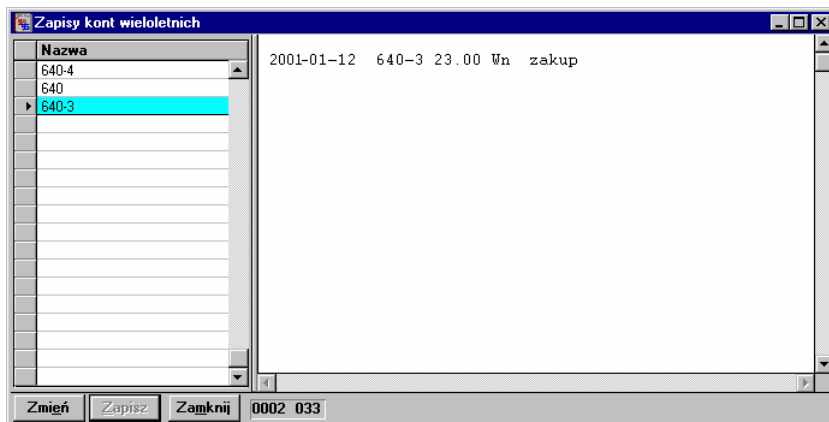 Zapisy kont wieloletnich
Nazwa
640-4
640
640-3
2001-01-12 640-3 23.00 Wn zakup
Zmień Zapisz Zamknij 0002 033